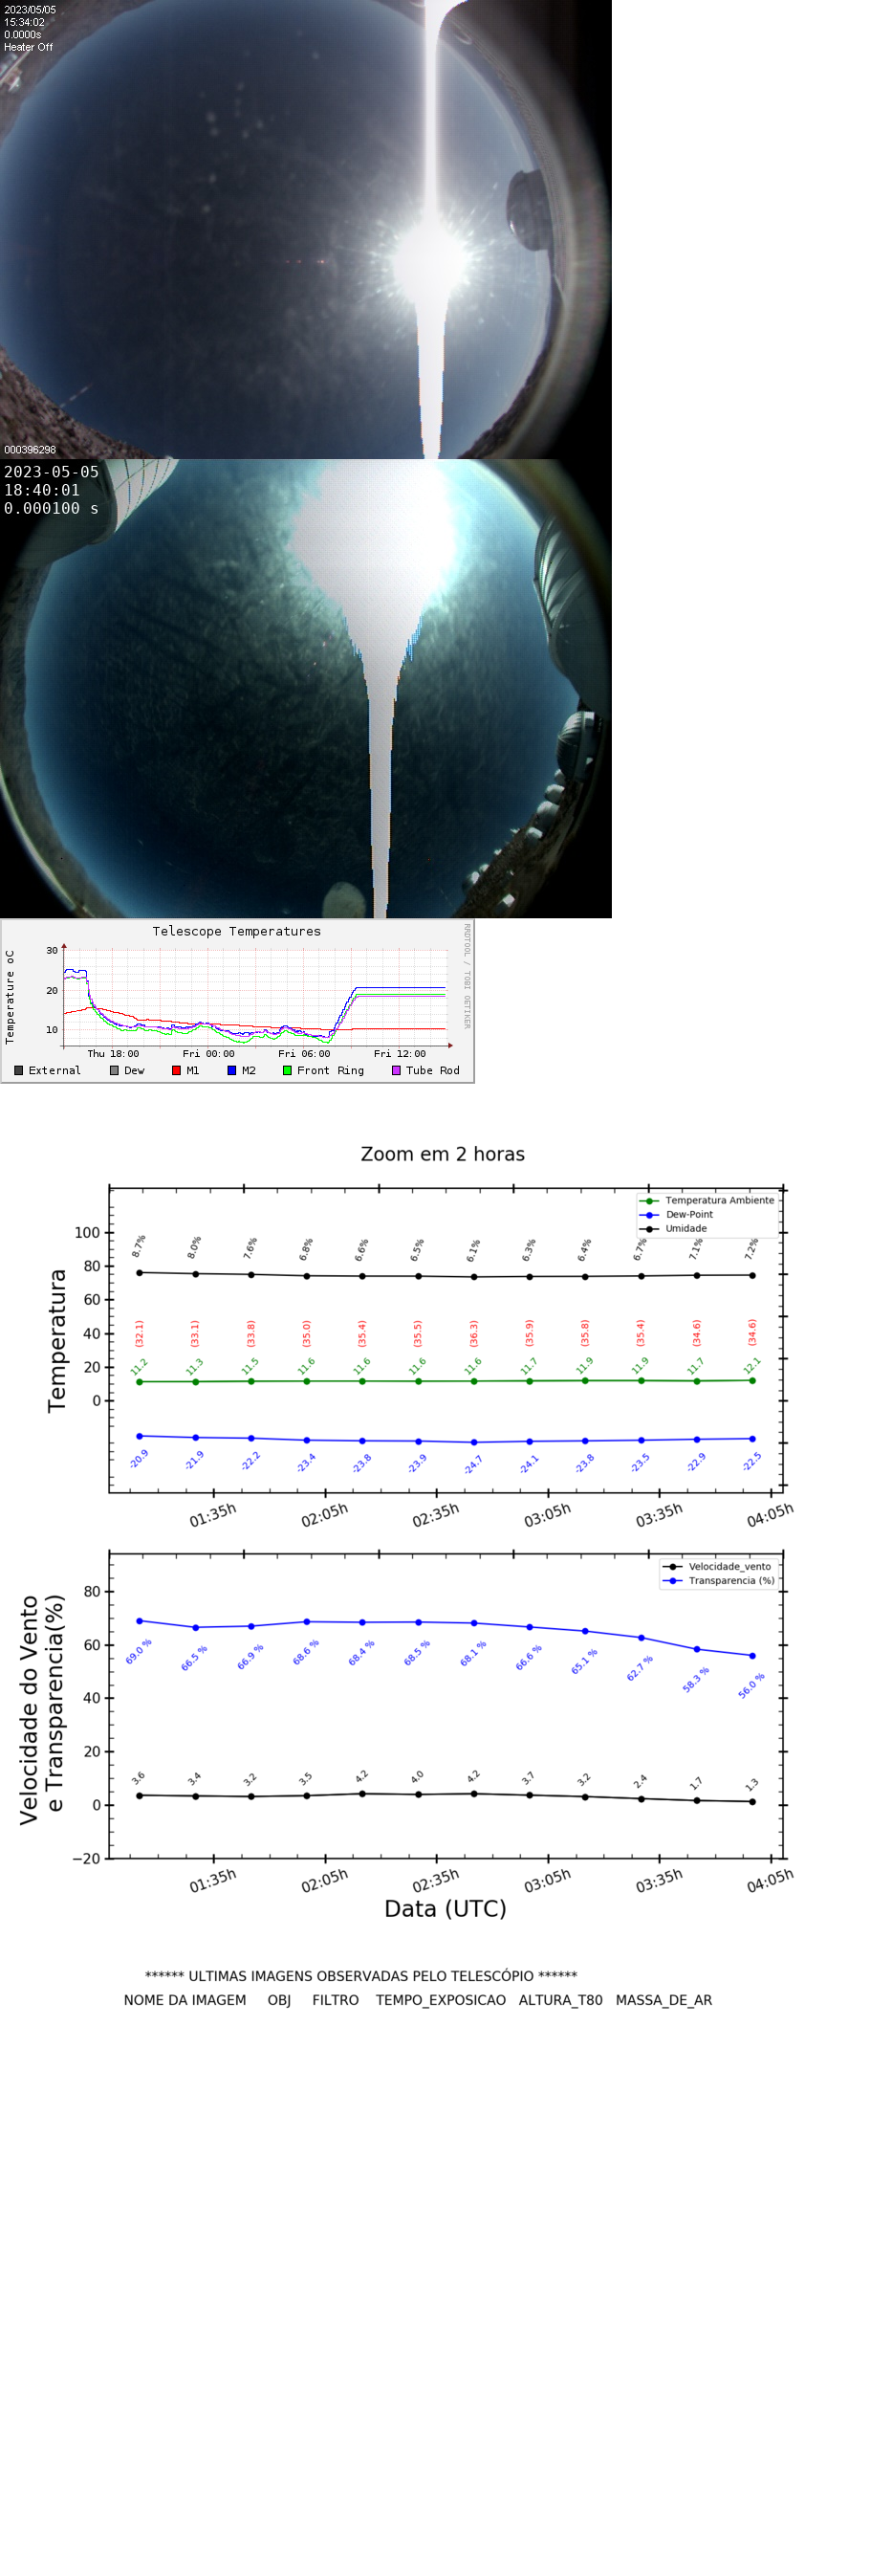 2023/05/05
15:34:02
0.0000s
Heater Off
000396298
2023-05-05
18:40:01
0.000100 s
Telescope Temperatures
RRDTOOL / TOBI OETIKER
Temperature oC
30
20
10
Thu 18:00 Fri 00:00 Fri 06:00 Fri 12:00
External Dew M1 M2 Front Ring Tube Rod
Zoom em 2 horas
Temperatura Ambiente
Dew-Point
Umidade
Temperatura
100
80
60
40
20
0
8.7% 8.0% 7.6% 6.8% 6.6% 6.5% 6.1% 6.3% 6.4% 6.7% 7.1% 7.2%
(32.1) (33.1) (33.8) (35.0) (35.4) (35.5) (36.3) (35.9) (35.8) (35.4) (34.6) (34.6)
11.2 11.3 11.5 11.6 11.6 11.6 11.6 11.7 11.9 11.9 11.7 12.1
-20.9 -21.9 -22.2 -23.4 -23.8 -23.9 -24.7 -24.1 -23.8 -23.5 -22.9 -22.5
01:35h 02:05h 02:35h 03:05h 03:35h 04:05h
Velocidade_vento
Transparencia (%)
Velocidade do Vento
e Transparencia(%)
80
60
40
20
0
−20
69.0 % 66.5 % 66.9 % 68.6 % 68.4 % 68.5 % 68.1 % 66.6 % 65.1 % 62.7 % 58.3 % 56.0 %
3.6 3.4 3.2 3.5 4.2 4.0 4.2 3.7 3.2 2.4 1.7 1.3
01:35h 02:05h 02:35h 03:05h 03:35h 04:05h
Data (UTC)
****** ULTIMAS IMAGENS OBSERVADAS PELO TELESCÓPIO ******
NOME DA IMAGEM OBJ FILTRO TEMPO_EXPOSICAO ALTURA_T80 MASSA_DE_AR